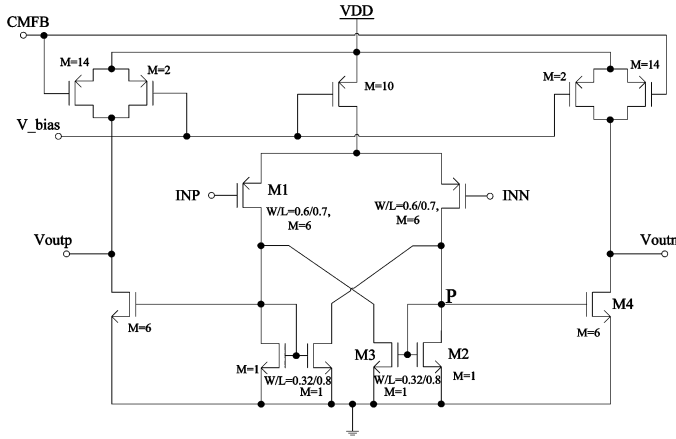 CMFB
VDD
M=14
M=2
M=10
M=2
M=14
V_bias
INP
M1
W/L=0.6/0.7,
M=6
W/L=0.6/0.7,
M=6
INN
Voutp
Voutn
P
M=6
M4
M=6
M=1
W/L=0.32/0.8
M=1
M3
W/L=0.32/0.8
M=1
M2
M=1